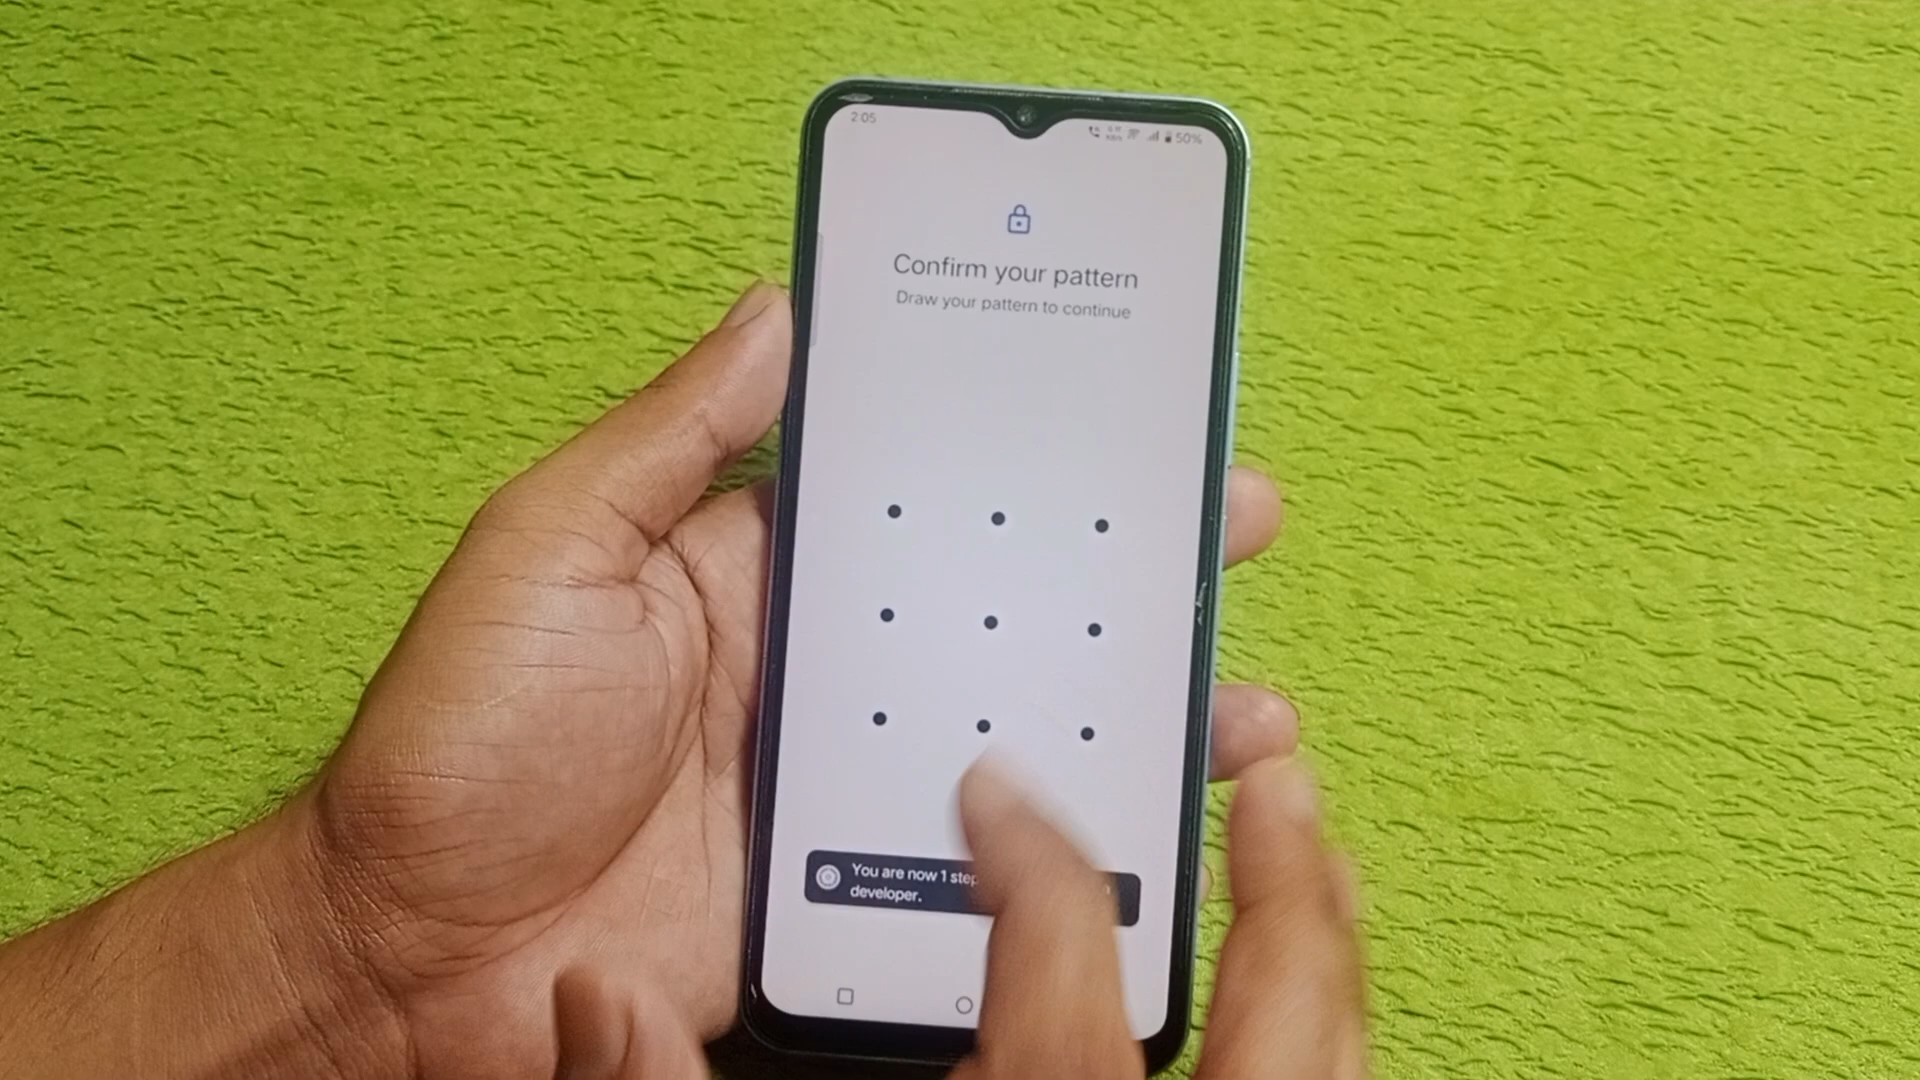 2:05
50%
Confirm your pattern
Draw your pattern to continue
You are now 1 step
developer.